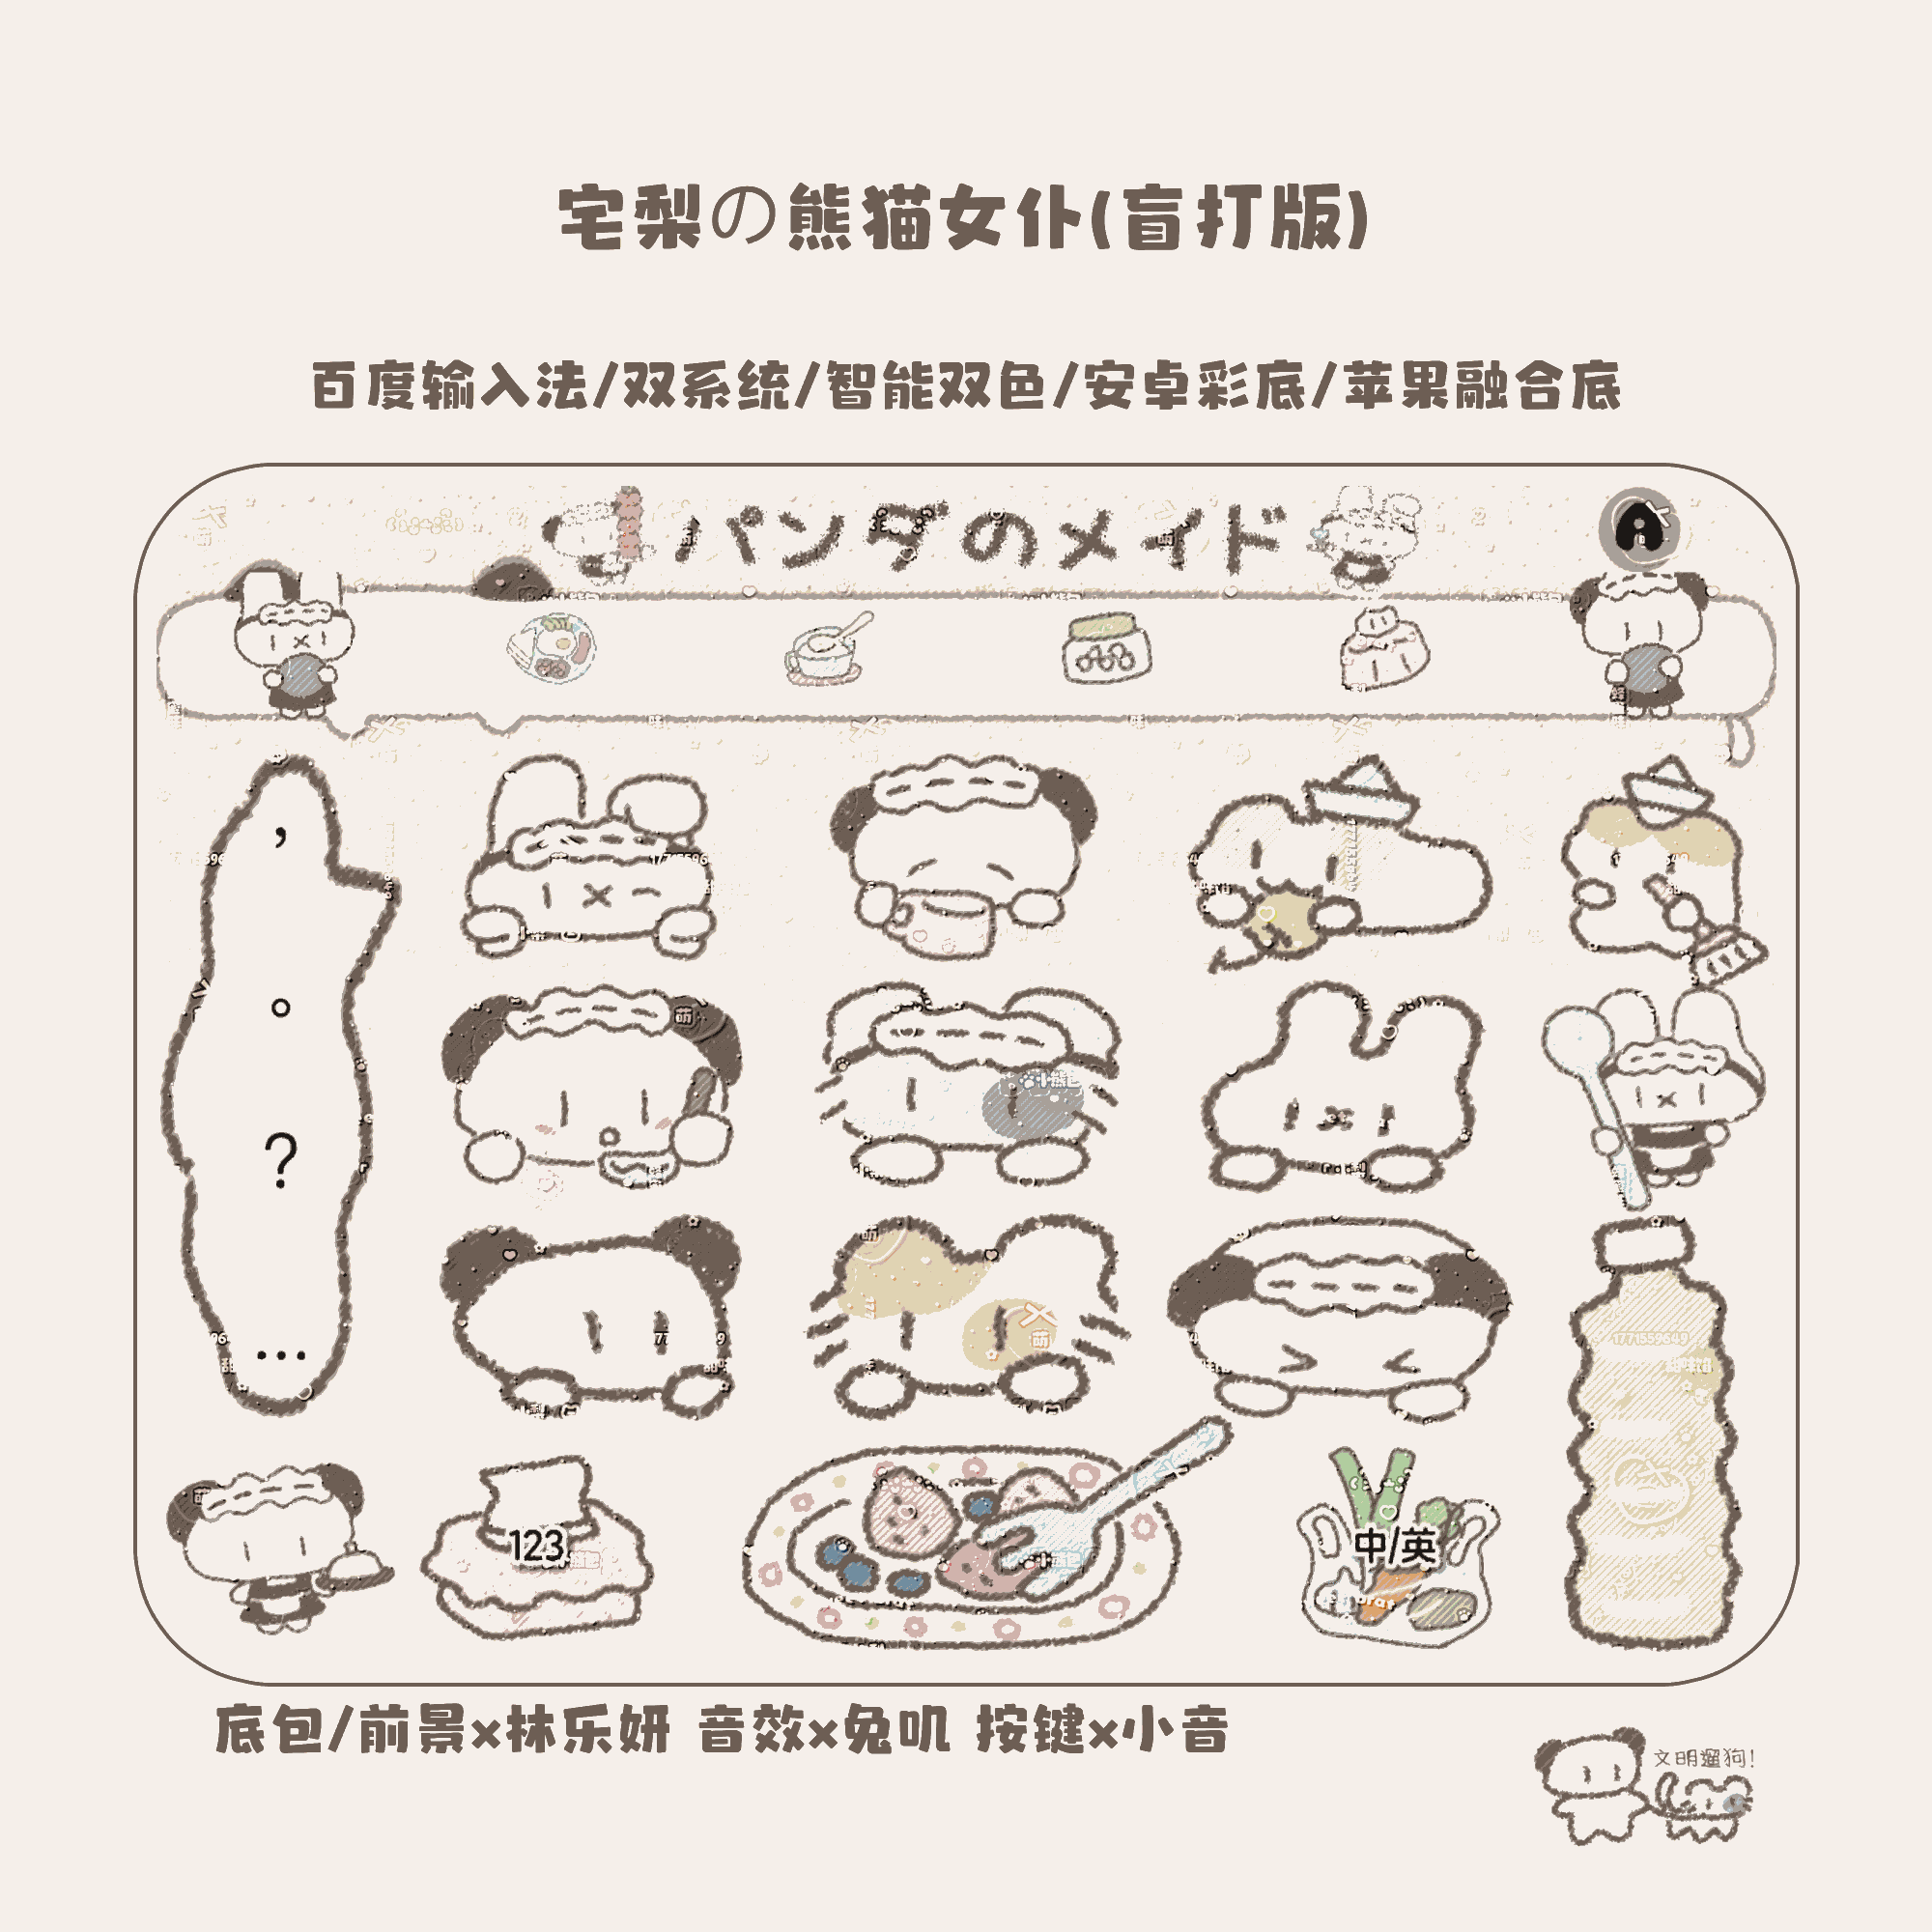 宅梨の熊猫女仆(盲打版)
百度输入法/双系统/智能双色/安卓彩底/苹果融合底
パンダのメイド
，
。
?
...
1771559649
123
中/英
底包/前景×林乐妍 音效×兔叽 按键×小音
文明遛狗!